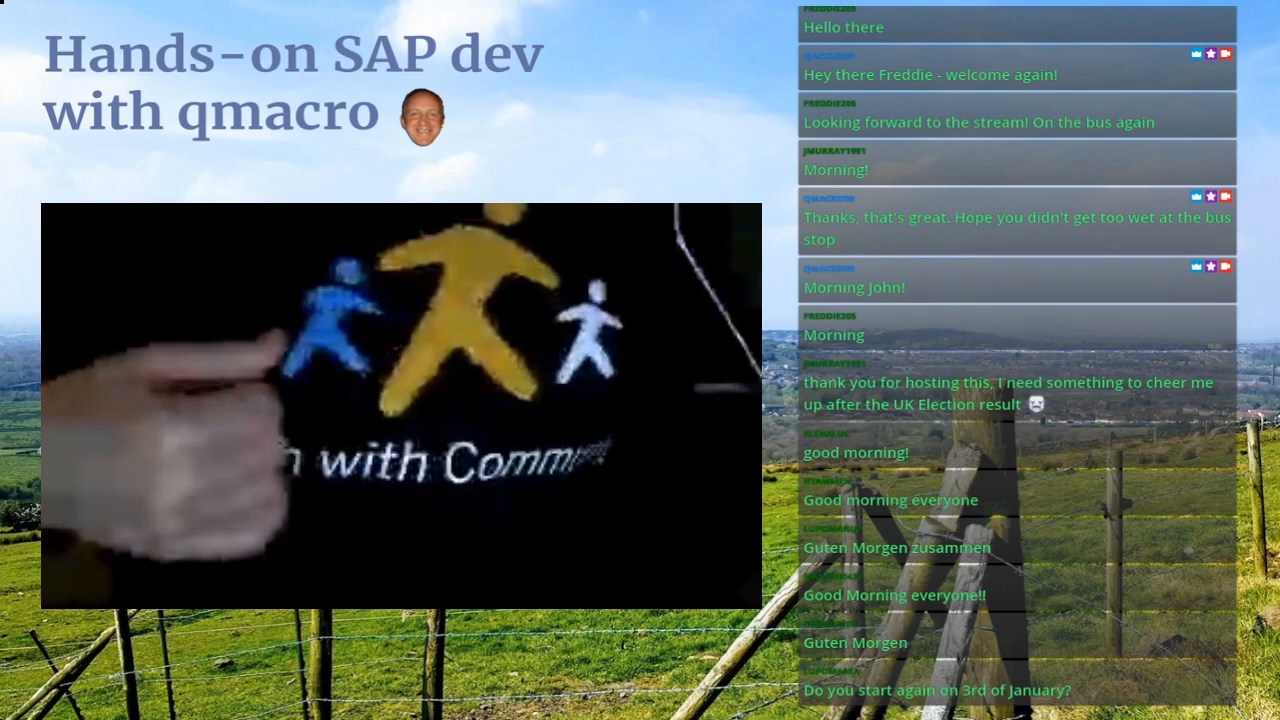 Hands-on SAP dev
with qmacro
n with Comm
FREDDIE205
Hello there
Hey there Freddie - welcome again!
FREDDIE205
Looking forward to the stream! On the bus again
JMURRAY1991
Morning!
QMACRO
Thanks, that's great. Hope you didn't get too wet at the bus
stop
Morning John!
FREDDIE205
Morning
JMURRAY1991
thank you for hosting this, I need something to cheer me
up after the UK Election result
good morning!
Good morning everyone
LUPOMANIA
Guten Morgen zusammen
Good Morning everyone!!
Guten Morgen
LUPOMANIA
Do you start again on 3rd of January?